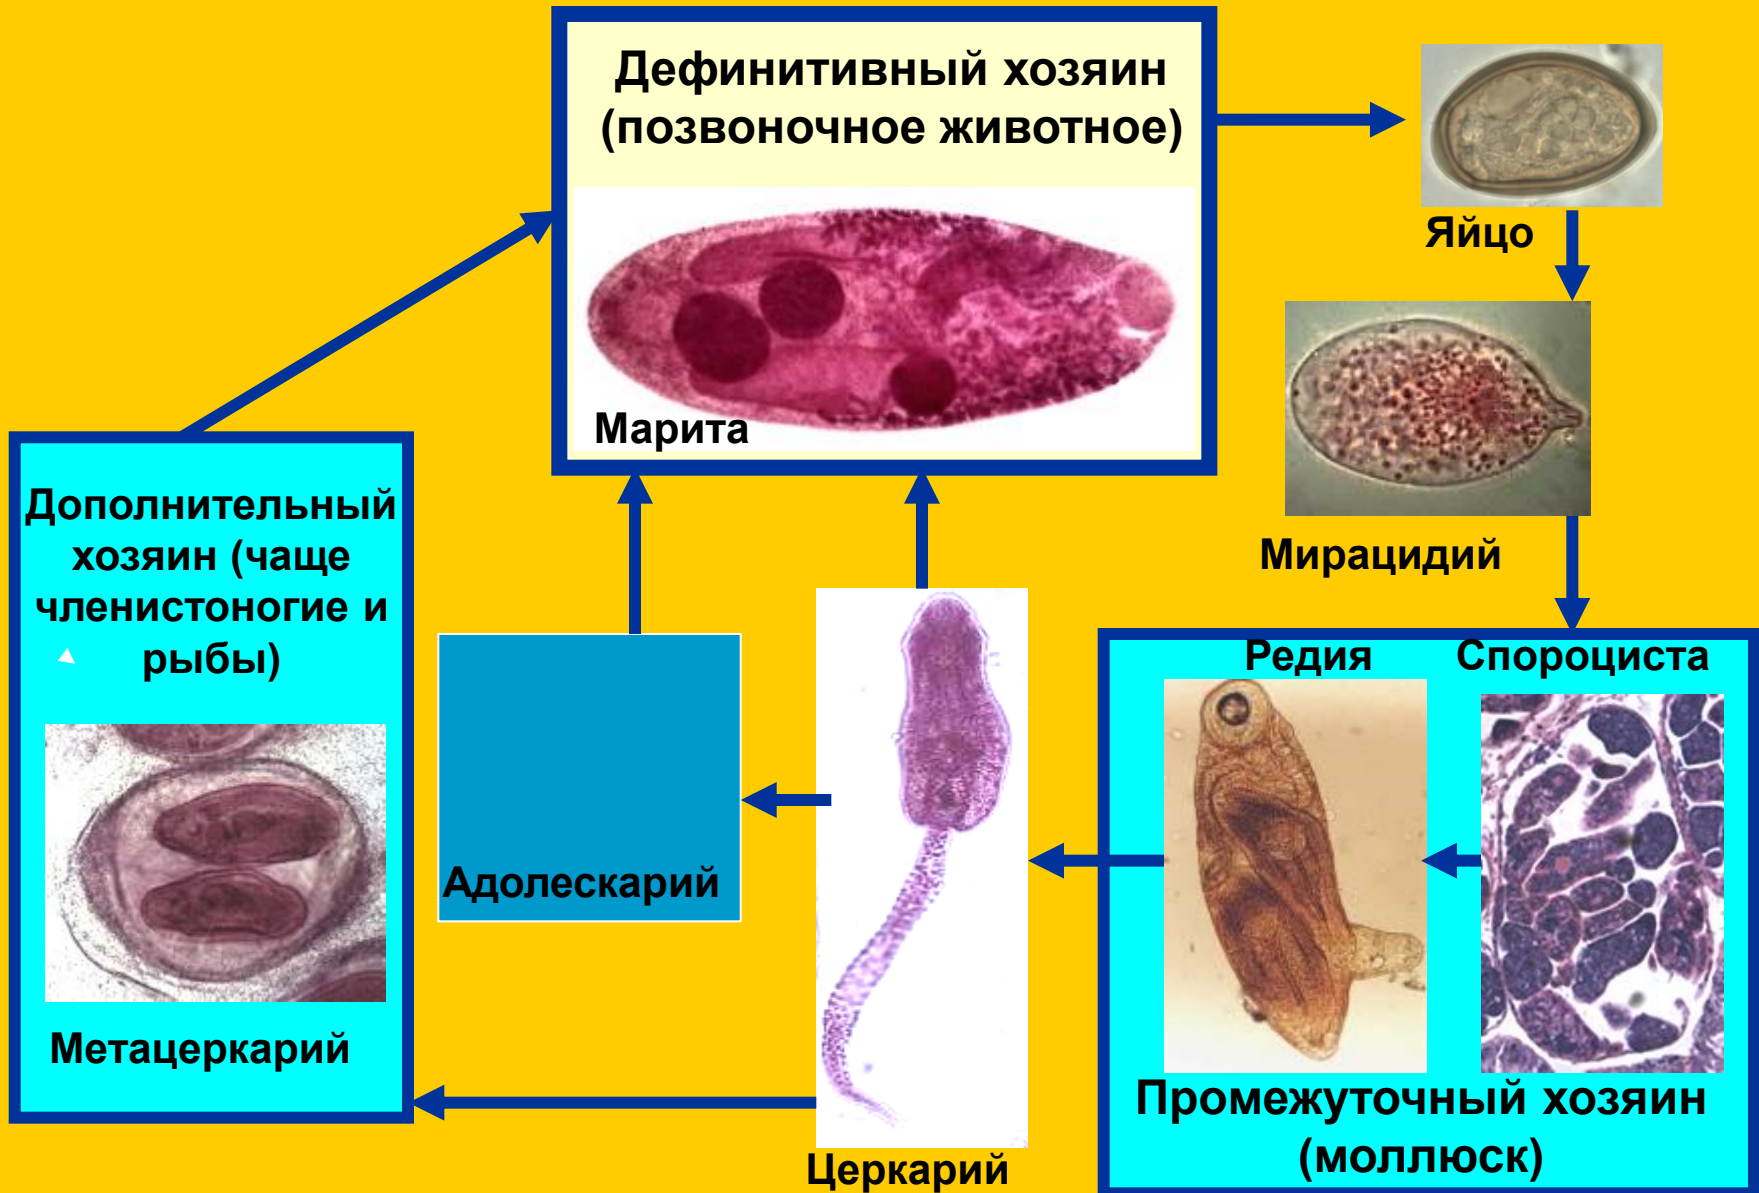 Дефинитивный хозяин
(позвоночное животное)
Марита
Яйцо
Мирацидий
Дополнительный
хозяин (чаще
членистоногие и
рыбы)
Метацеркарий
Адолескарий
Церкарий
Редия
Спороциста
Промежуточный хозяин
(моллюск)